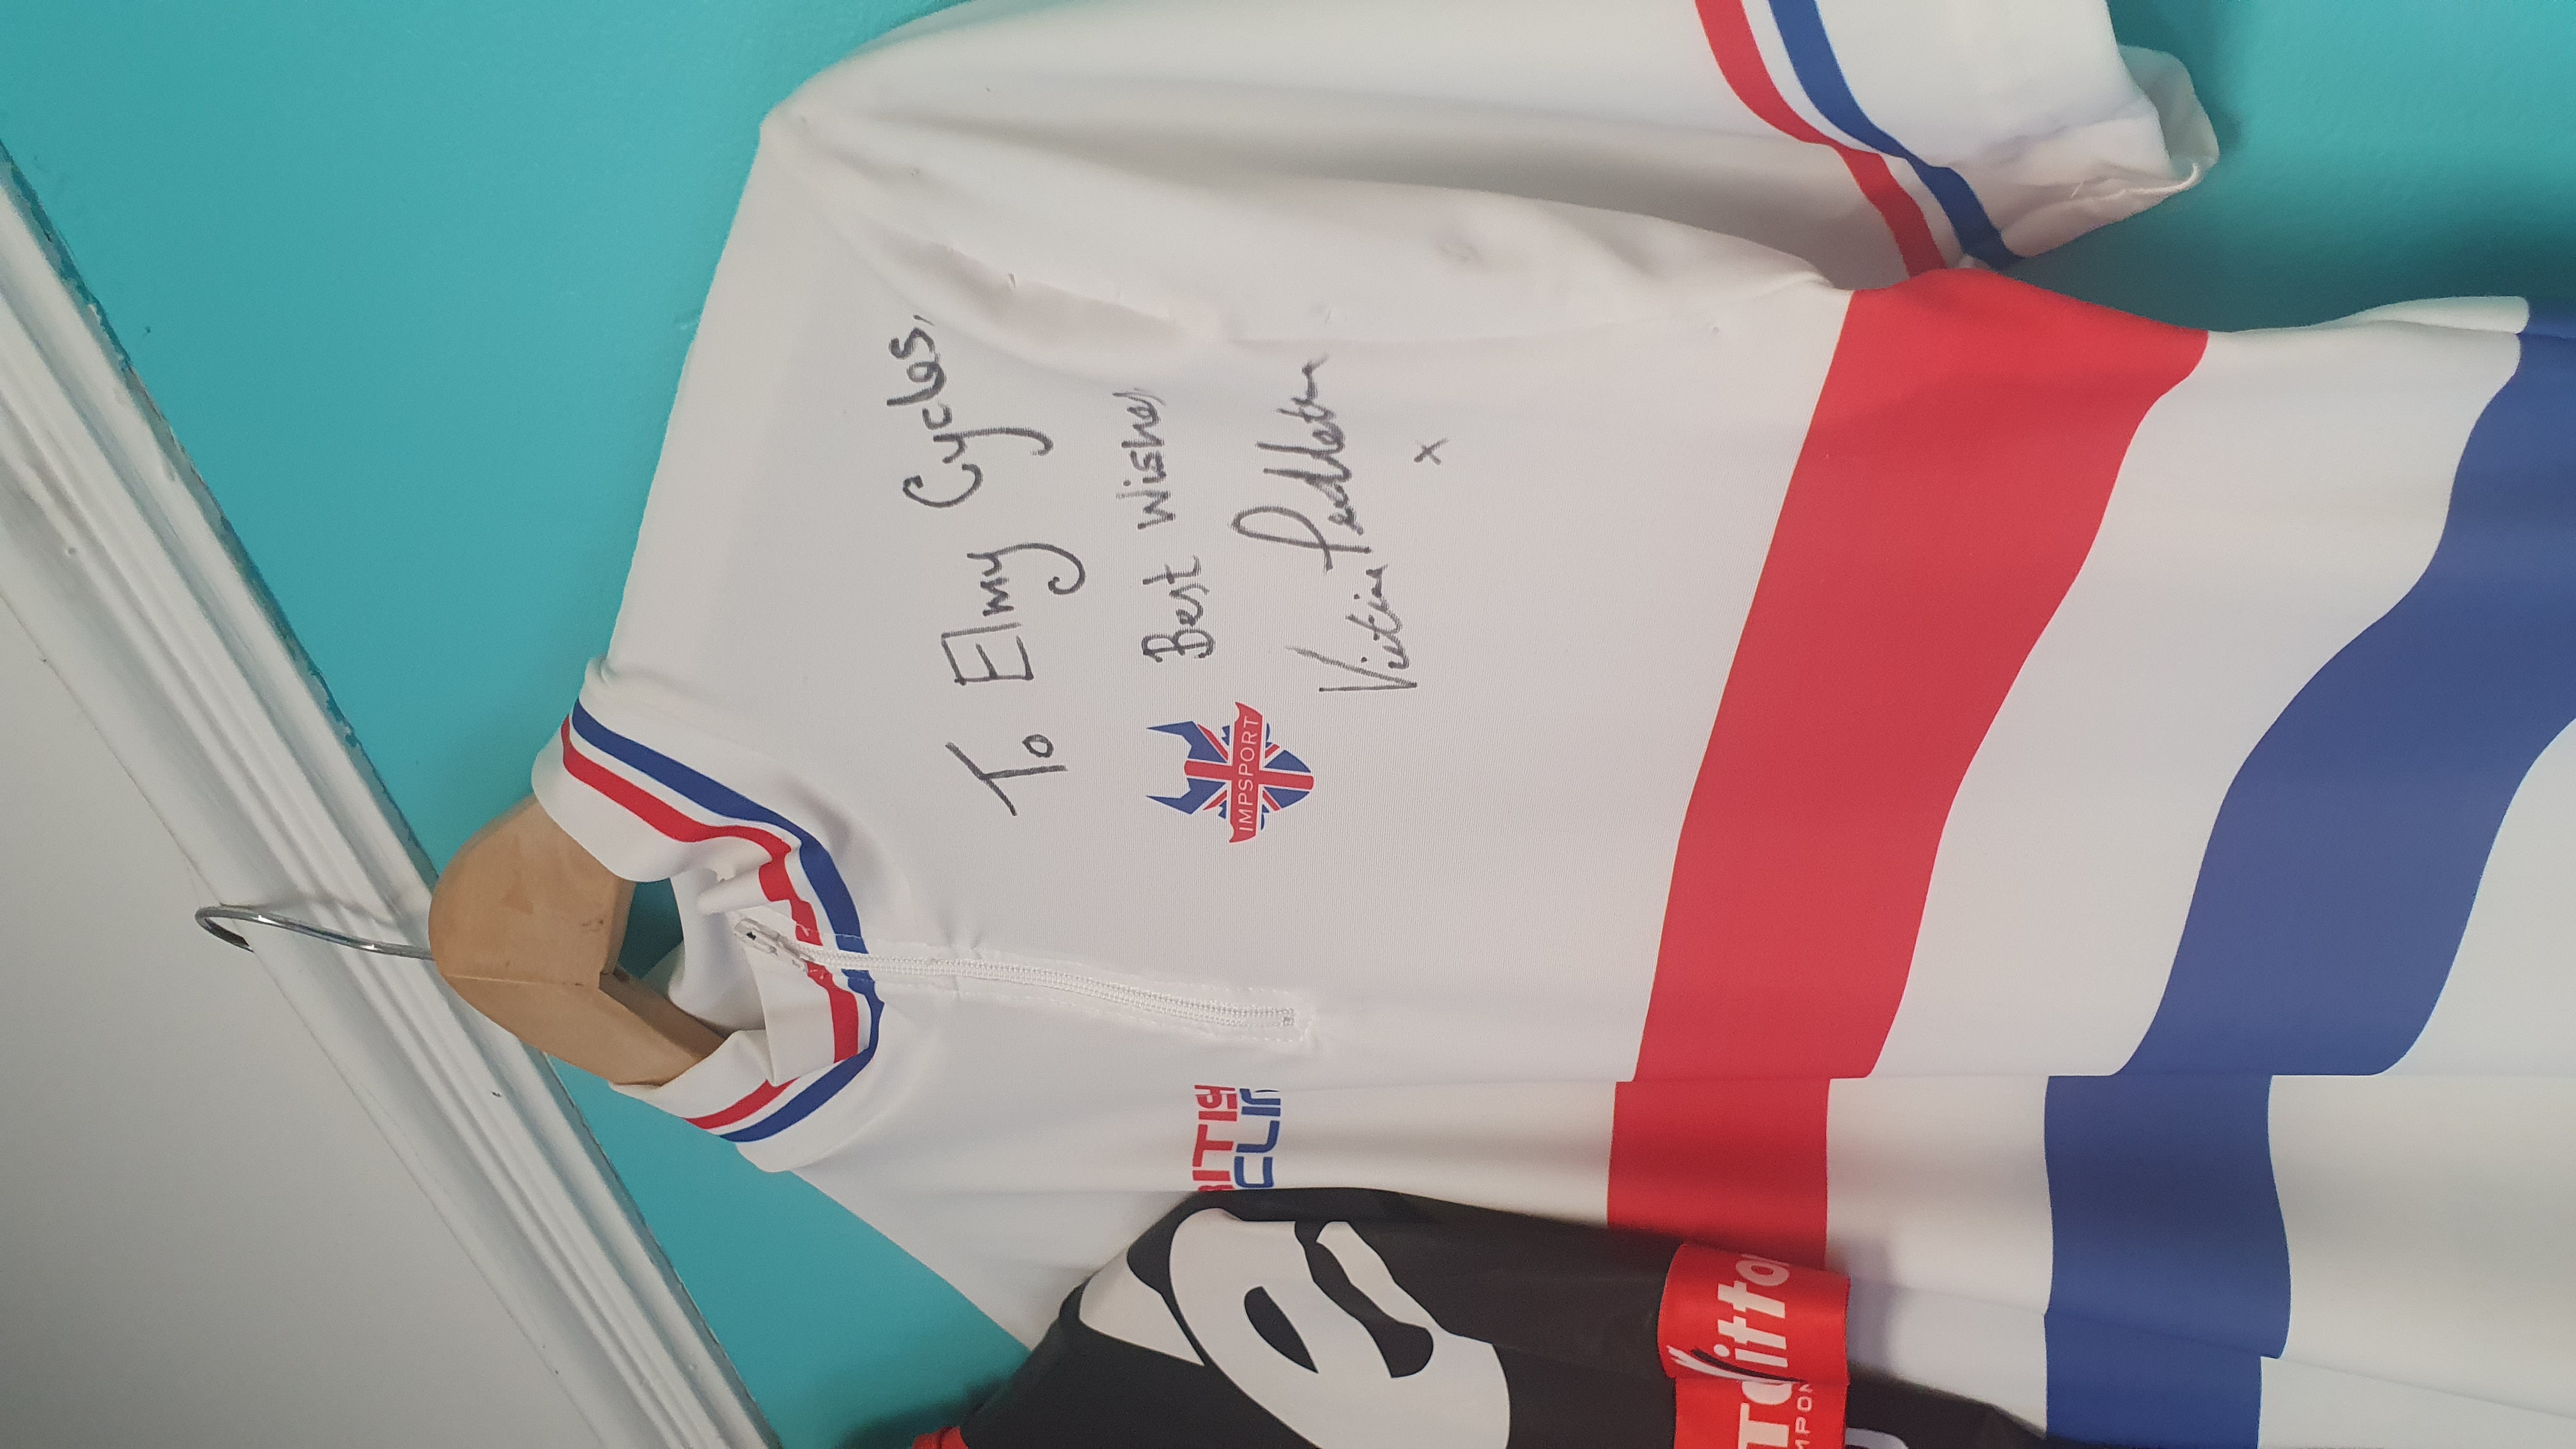 To Elmy Cycles,
Best Wishes
Victoria Pendleton
x
IMPSPORT